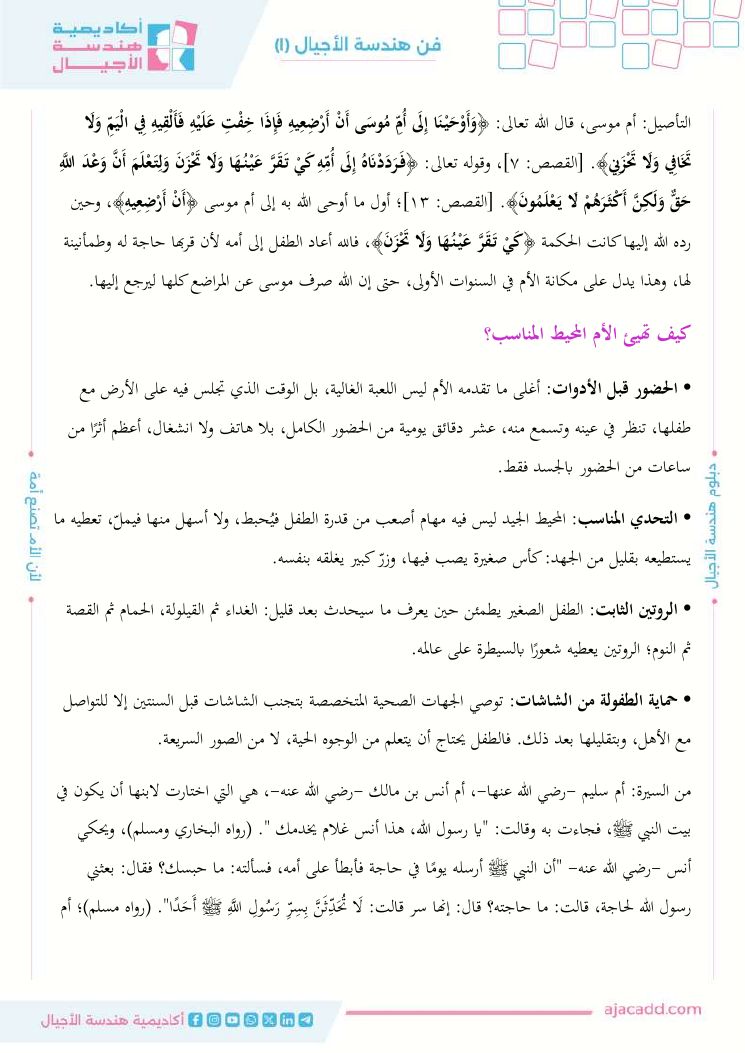 أكاديمية
هندسة
الأجيال
فن هندسة الأجيال (١)
التأصيل: أم موسى، قال الله تعالى: ﴿وَأَوْحَيْنَا إِلَى أُمِّ مُوسَى أَنْ أَرْضِعِيهِ فَإِذَا خِفْتِ عَلَيْهِ فَأَلْقِيهِ فِي الْيَمِّ وَلَا
تَخَافِي وَلَا تَحْزَنِي﴾. [القصص: ٧]، وقوله تعالى: ﴿فَرَدَدْنَاهُ إِلَى أُمِّهِ كَيْ تَقَرَّ عَيْنُهَا وَلَا تَحْزَنَ وَلِتَعْلَمَ أَنَّ وَعْدَ اللَّهِ
حَقٌّ وَلَكِنَّ أَكْثَرَهُمْ لَا يَعْلَمُونَ﴾. [القصص: ١٣]؛ أول ما أوحى الله به إلى أم موسى ﴿أَنْ أَرْضِعِيهِ﴾، وحين
رده الله إليها كانت الحكمة ﴿كَيْ تَقَرَّ عَيْنُهَا وَلَا تَحْزَنَ﴾، فالله أعاد الطفل إلى أمه لأن قربها حاجة له وطمأنينة
لها، وهذا يدل على مكانة الأم في السنوات الأولى، حتى إن الله صرف موسى عن المراضع كلها ليرجع إليها.
كيف تهيئ الأم المحيط المناسب؟
• الحضور قبل الأدوات: أغلى ما تقدمه الأم ليس اللعبة الغالية، بل الوقت الذي تجلس فيه على الأرض مع
طفلها، تنظر في عينه وتسمع منه، عشر دقائق يومية من الحضور الكامل، بلا هاتف ولا انشغال، أعظم أثرًا من
ساعات من الحضور بالجسد فقط.
• التحدي المناسب: المحيط الجيد ليس فيه مهام أصعب من قدرة الطفل فيُحبط، ولا أسهل منها فيملّ، تعطيه ما
يستطيعه بقليل من الجهد: كأس صغيرة يصب فيها، وزرّ كبير يغلقه بنفسه.
• الروتين الثابت: الطفل الصغير يطمئن حين يعرف ما سيحدث بعد قليل: الغداء ثم القيلولة، الحمام ثم القصة
ثم النوم؛ الروتين يعطيه شعورًا بالسيطرة على عالمه.
• حماية الطفولة من الشاشات: توصي الجهات الصحية المتخصصة بتجنب الشاشات قبل السنتين إلا للتواصل
مع الأهل، وبتقليلها بعد ذلك. فالطفل يحتاج أن يتعلم من الوجوه الحية، لا من الصور السريعة.
من السيرة: أم سليم -رضي الله عنها-، أم أنس بن مالك -رضي الله عنه-، هي التي اختارت لابنها أن يكون في
بيت النبي ﷺ، فجاءت به وقالت: "يا رسول الله، هذا أنس غلام يخدمك ". (رواه البخاري ومسلم)، ويحكي
أنس -رضي الله عنه- "أن النبي ﷺ أرسله يومًا في حاجة فأبطأ على أمه، فسألته: ما حبسك؟ فقال: بعثني
رسول الله لحاجة، قالت: ما حاجته؟ قال: إنها سر قالت: لَا تُحَدِّثَنَّ بِسِرِّ رَسُولِ اللَّهِ ﷺ أَحَدًا". (رواه مسلم)؛ أم
دبلوم هندسة الأجيال
لأن الأم تصنع أمة
أكاديمية هندسة الأجيال
ajacadd.com